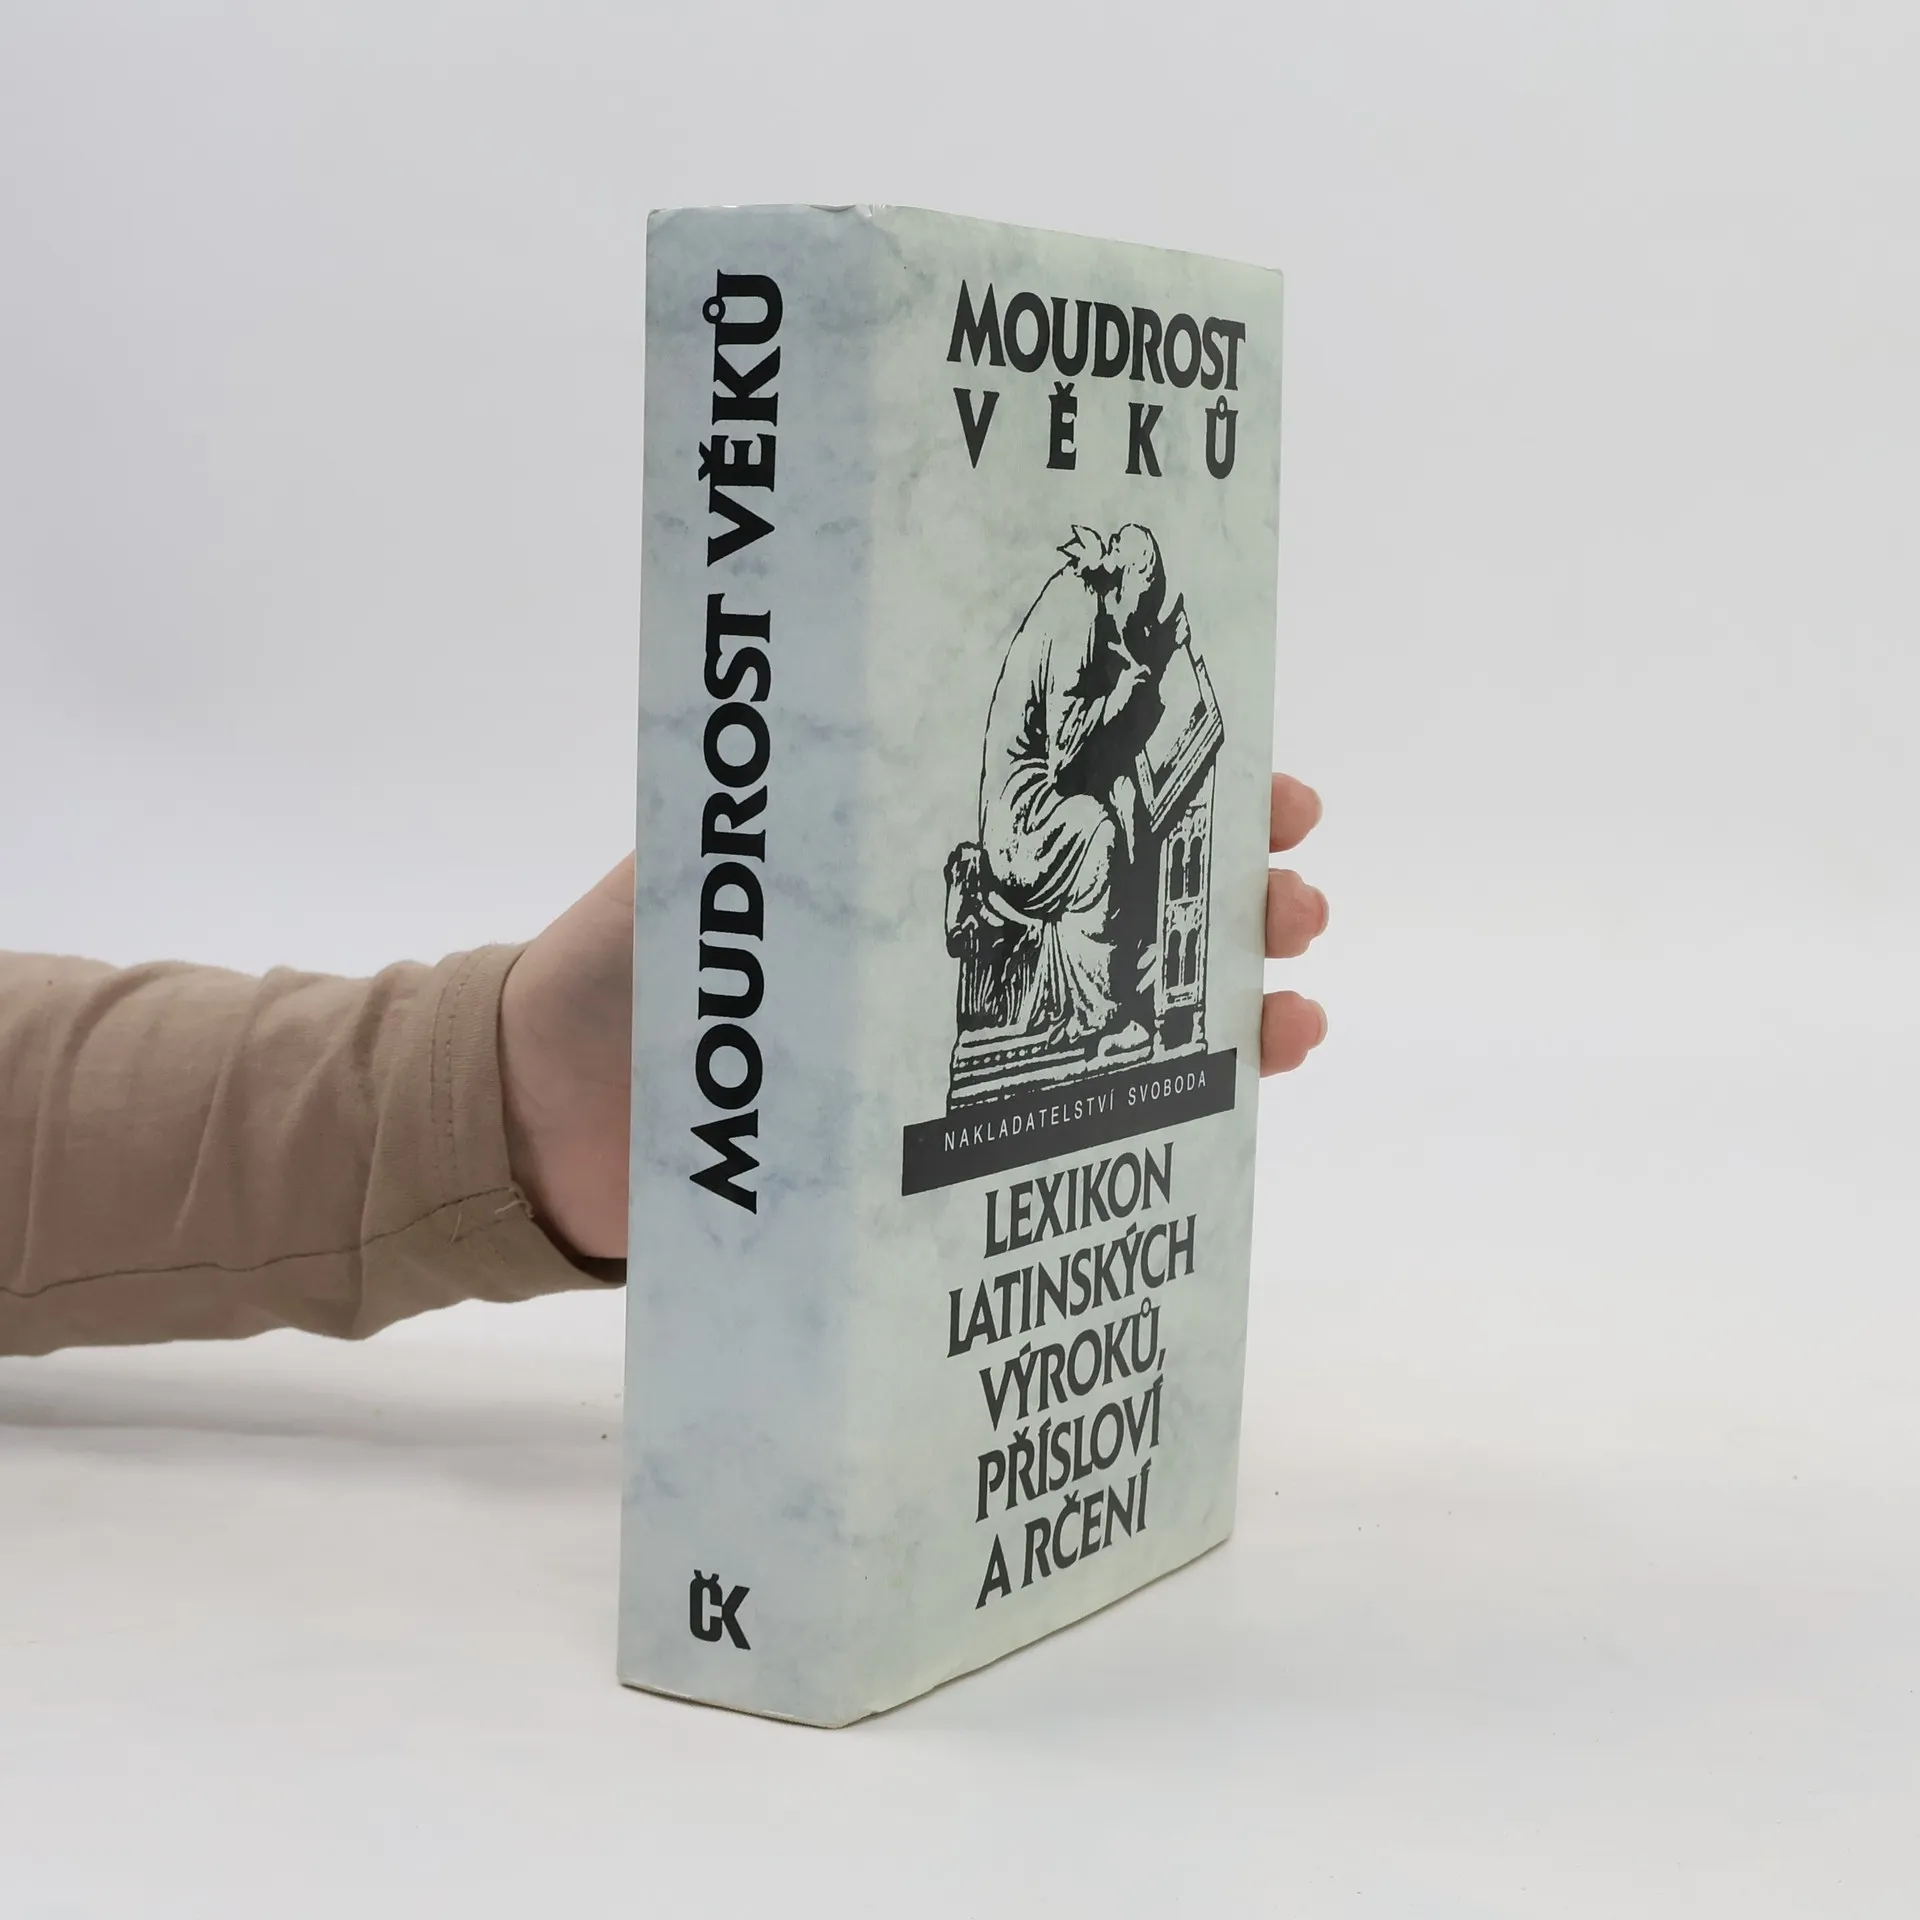 MOUDROST VĚKŮ
ČK
MOUDROST
VĚKŮ
NAKLADATELSTVÍ SVOBODA
LEXIKON
LATINSKÝCH
VÝROKŮ,
PŘÍSLOVÍ
A RČENÍ